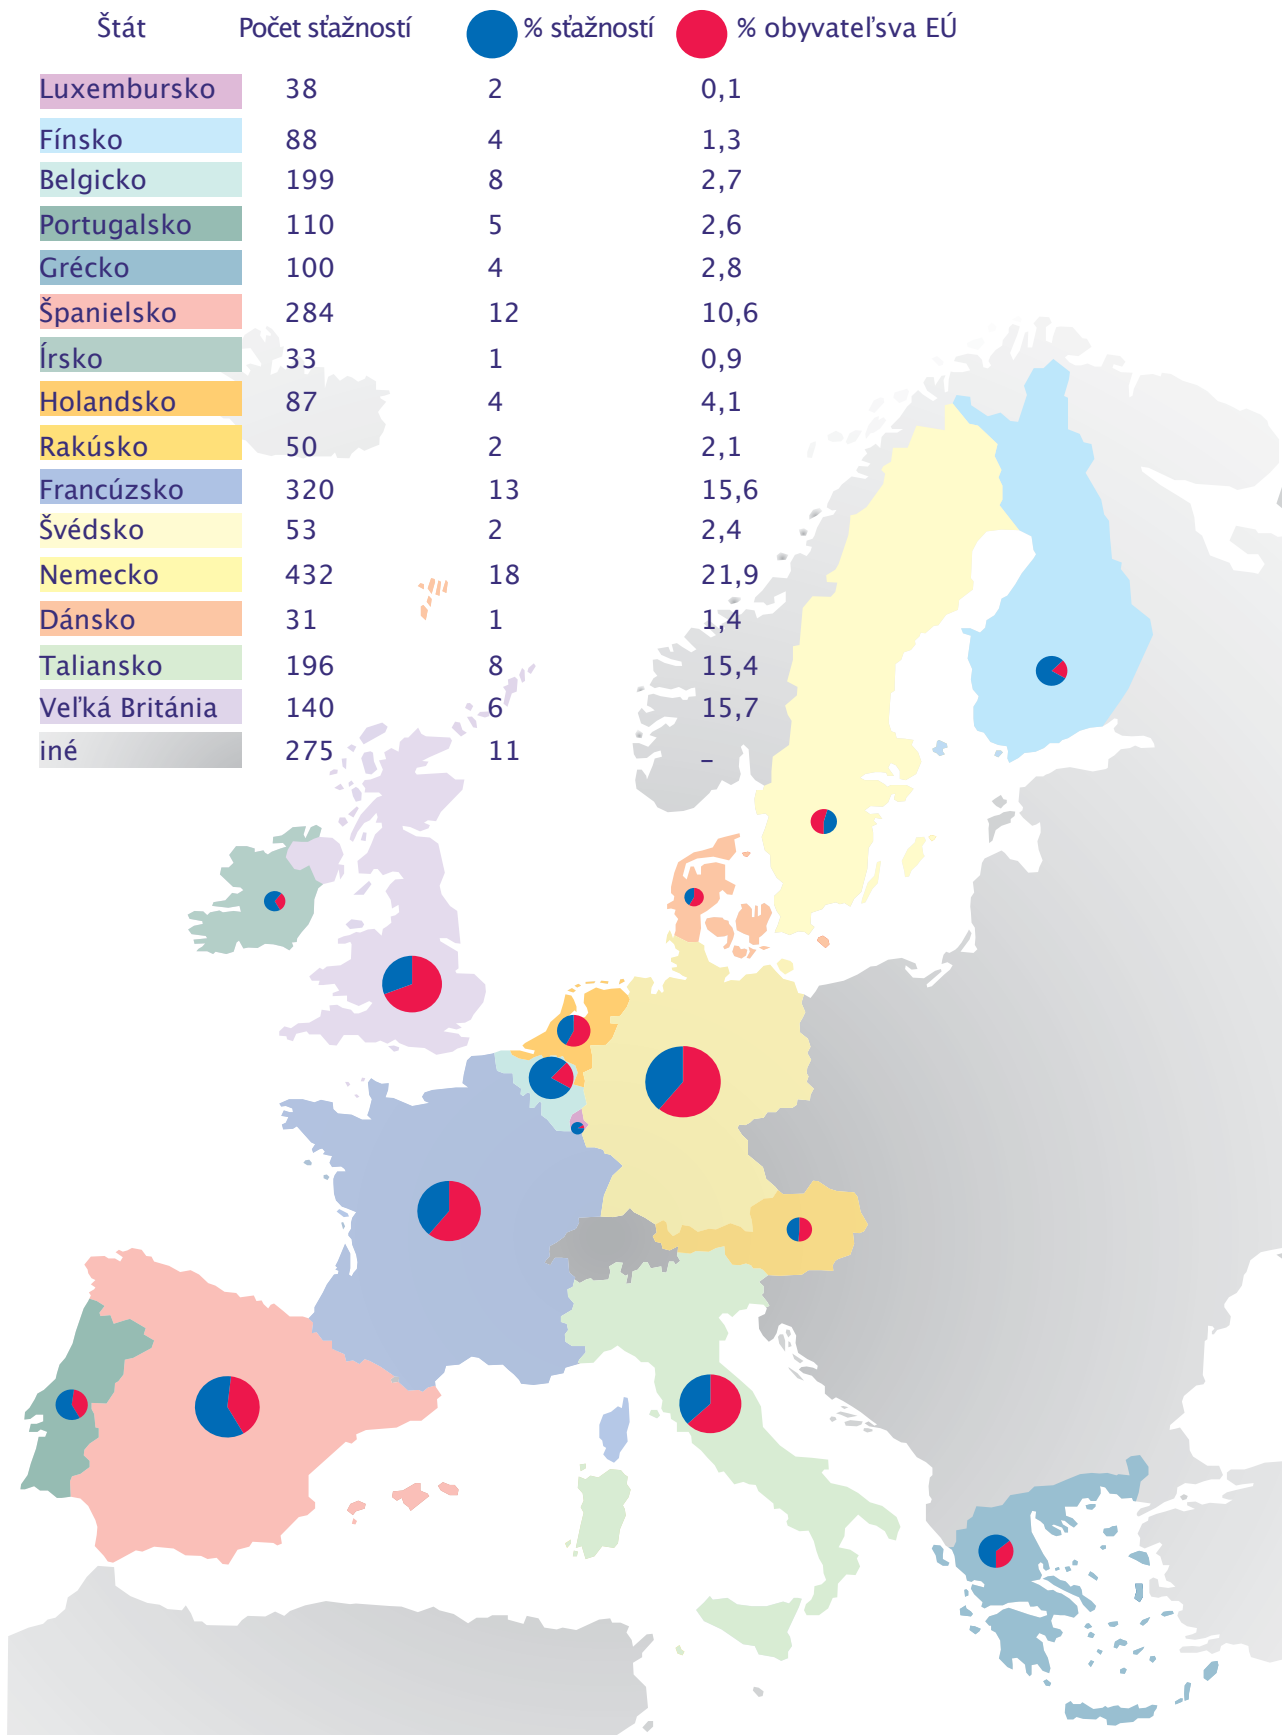 Štát Počet sťažností % sťažností % obyvateľsva EÚ
Luxembursko 38 2 0,1
Fínsko 88 4 1,3
Belgicko 199 8 2,7
Portugalsko 110 5 2,6
Grécko 100 4 2,8
Španielsko 284 12 10,6
Írsko 33 1 0,9
Holandsko 87 4 4,1
Rakúsko 50 2 2,1
Francúzsko 320 13 15,6
Švédsko 53 2 2,4
Nemecko 432 18 21,9
Dánsko 31 1 1,4
Taliansko 196 8 15,4
Veľká Británia 140 6 15,7
iné 275 11 –